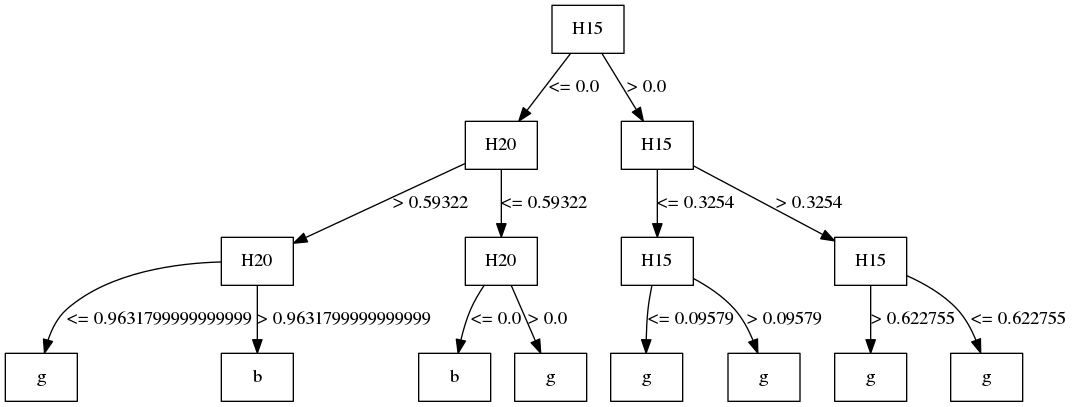 H15
<= 0.0
> 0.0
H20
H15
> 0.59322
<= 0.59322
<= 0.3254
> 0.3254
H20
H20
H15
H15
<= 0.9631799999999999
> 0.9631799999999999
<= 0.0
> 0.0
<= 0.09579
> 0.09579
> 0.622755
<= 0.622755
g
b
b
g
g
g
g
g